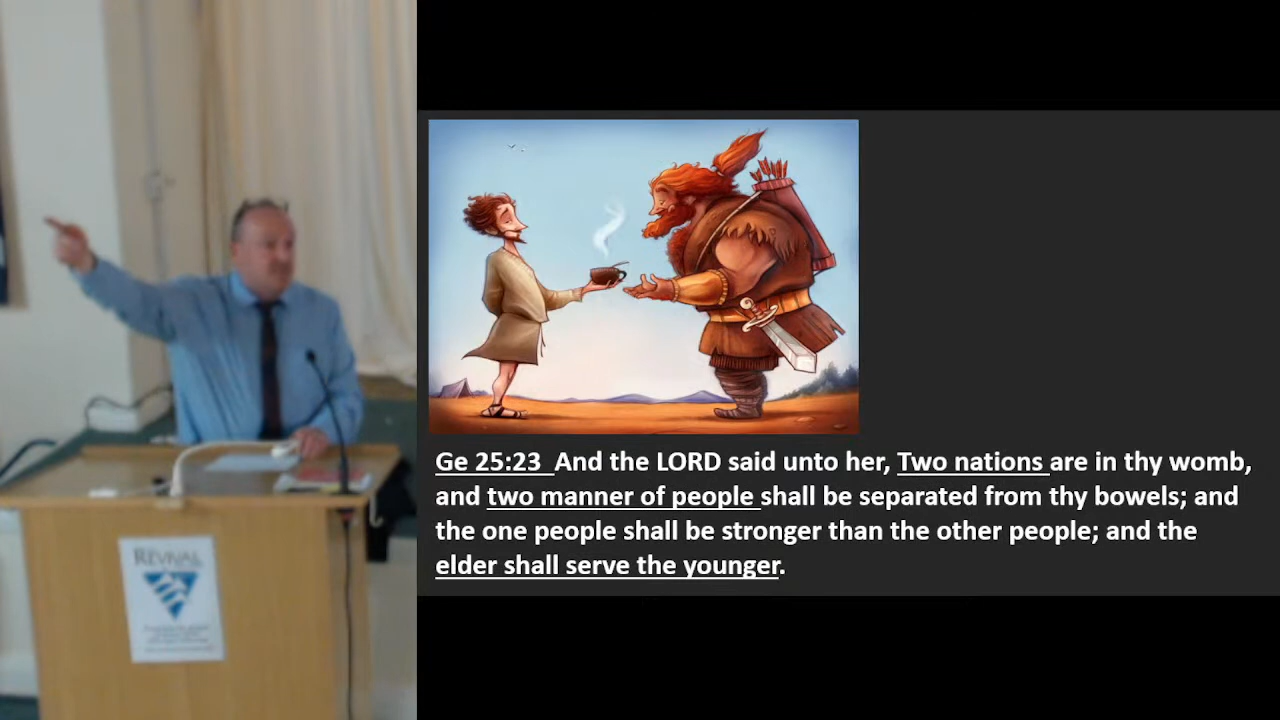 REVIVAL
Ge 25:23 And the LORD said unto her, Two nations are in thy womb,
and two manner of people shall be separated from thy bowels; and
the one people shall be stronger than the other people; and the
elder shall serve the younger.